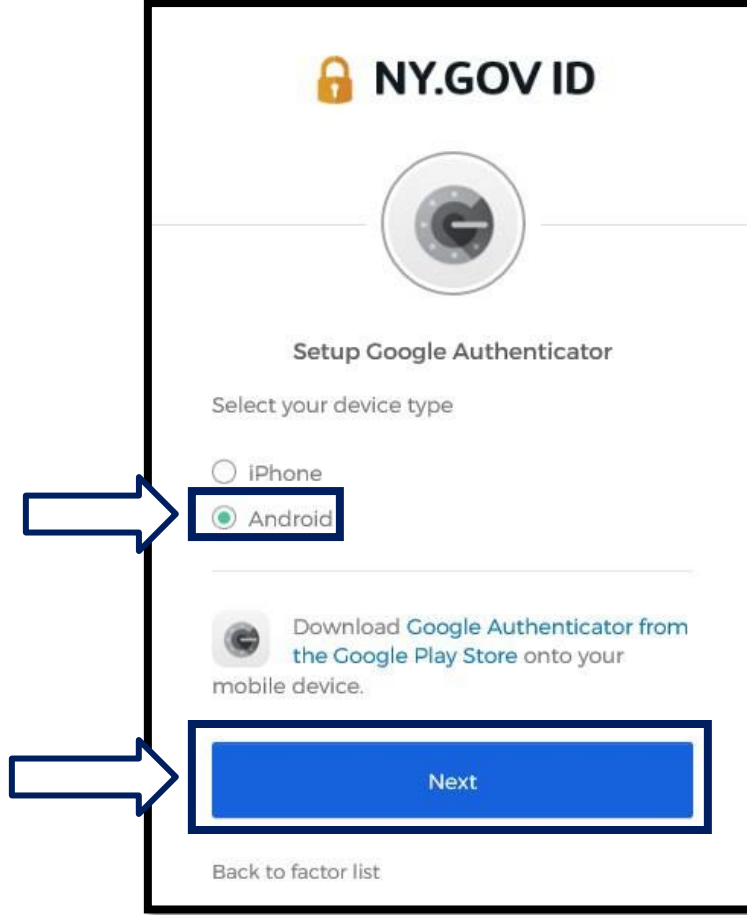 NY.GOV ID
Setup Google Authenticator
Select your device type
iPhone
Android
Download Google Authenticator from
the Google Play Store onto your
mobile device.
Next
Back to factor list